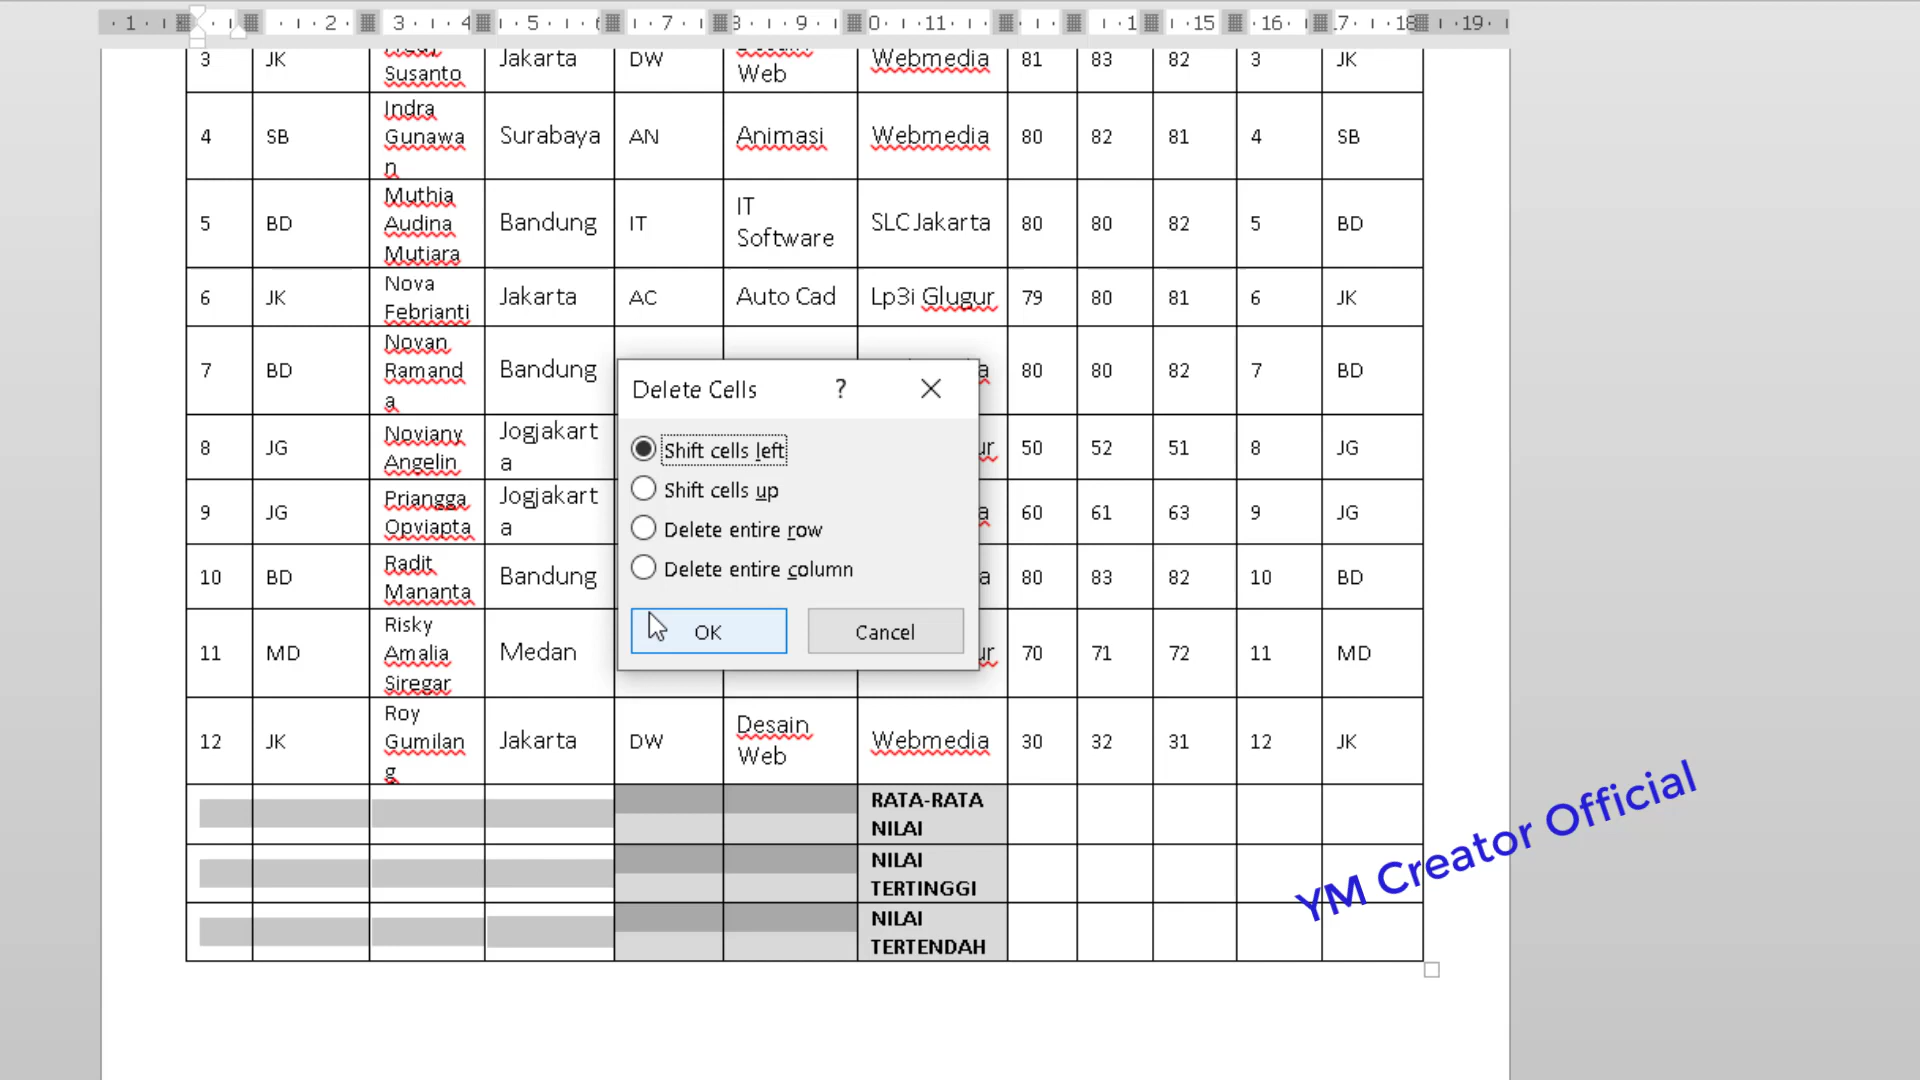 1 2 3 4 5 7 8 9 0 11 1 15 16 17 18 19
3 JK Susanto Jakarta DW Desain Web Webmedia 81 83 82 3 JK
4 SB Indra Gunawan Surabaya AN Animasi Webmedia 80 82 81 4 SB
5 BD Muthia Audina Mutiara Bandung IT IT Software SLC Jakarta 80 80 82 5 BD
6 JK Nova Febrianti Jakarta AC Auto Cad Lp3i Glugur 79 80 81 6 JK
7 BD Novan Ramanda Bandung a 80 80 82 7 BD
8 JG Noviany Angelin Jogjakarta ur 50 52 51 8 JG
9 JG Priangga Opviapta Jogjakarta a 60 61 63 9 JG
10 BD Radit Mananta Bandung a 80 83 82 10 BD
11 MD Risky Amalia Siregar Medan ur 70 71 72 11 MD
12 JK Roy Gumilang Jakarta DW Desain Web Webmedia 30 32 31 12 JK
RATA-RATA NILAI
NILAI TERTINGGI
NILAI TERTENDAH
Delete Cells ?
Shift cells left
Shift cells up
Delete entire row
Delete entire column
OK Cancel
YM Creator Official